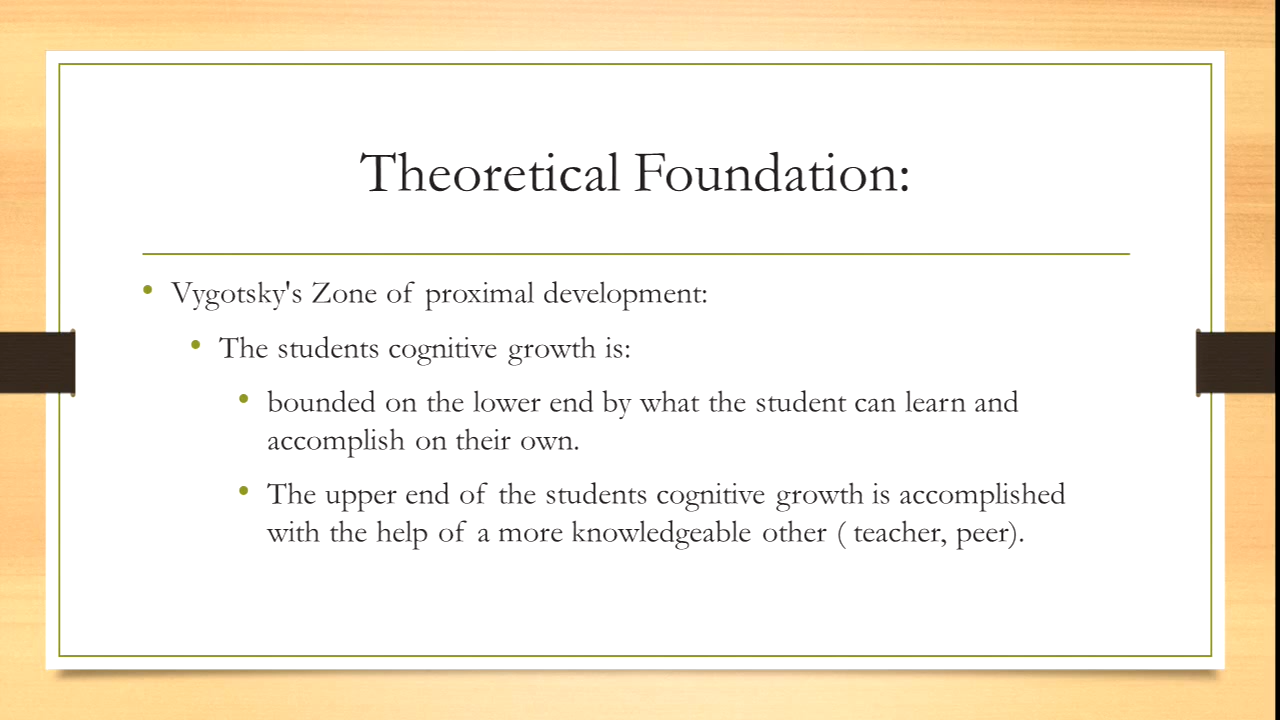 Theoretical Foundation:
• Vygotsky's Zone of proximal development:
• The students cognitive growth is:
• bounded on the lower end by what the student can learn and
accomplish on their own.
• The upper end of the students cognitive growth is accomplished
with the help of a more knowledgeable other ( teacher, peer).